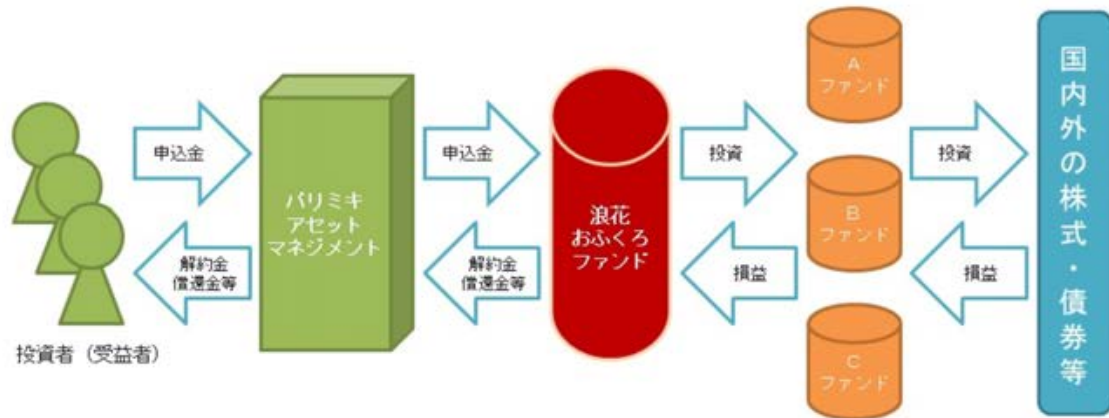 投資者（受益者）
申込金
解約金
償還金等
パリミキ
アセット
マネジメント
申込金
解約金
償還金等
浪花
おふくろ
ファンド
投資
損益
A
ファンド
B
ファンド
C
ファンド
投資
損益
国内外の株式・債券等